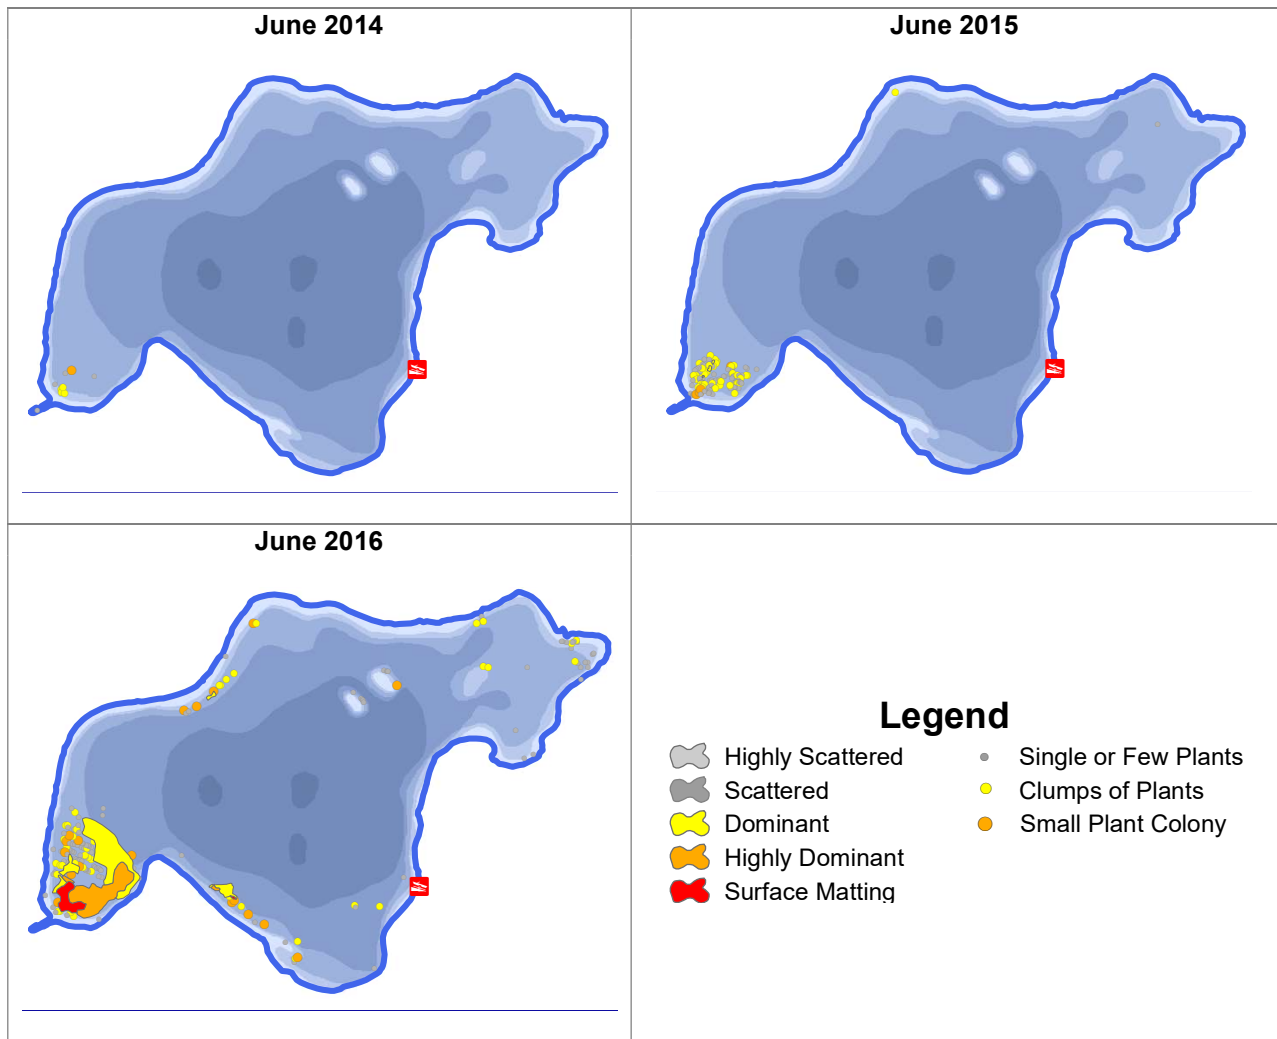 June 2014
June 2015
June 2016
Legend
Highly Scattered
Scattered
Dominant
Highly Dominant
Surface Matting
Single or Few Plants
Clumps of Plants
Small Plant Colony